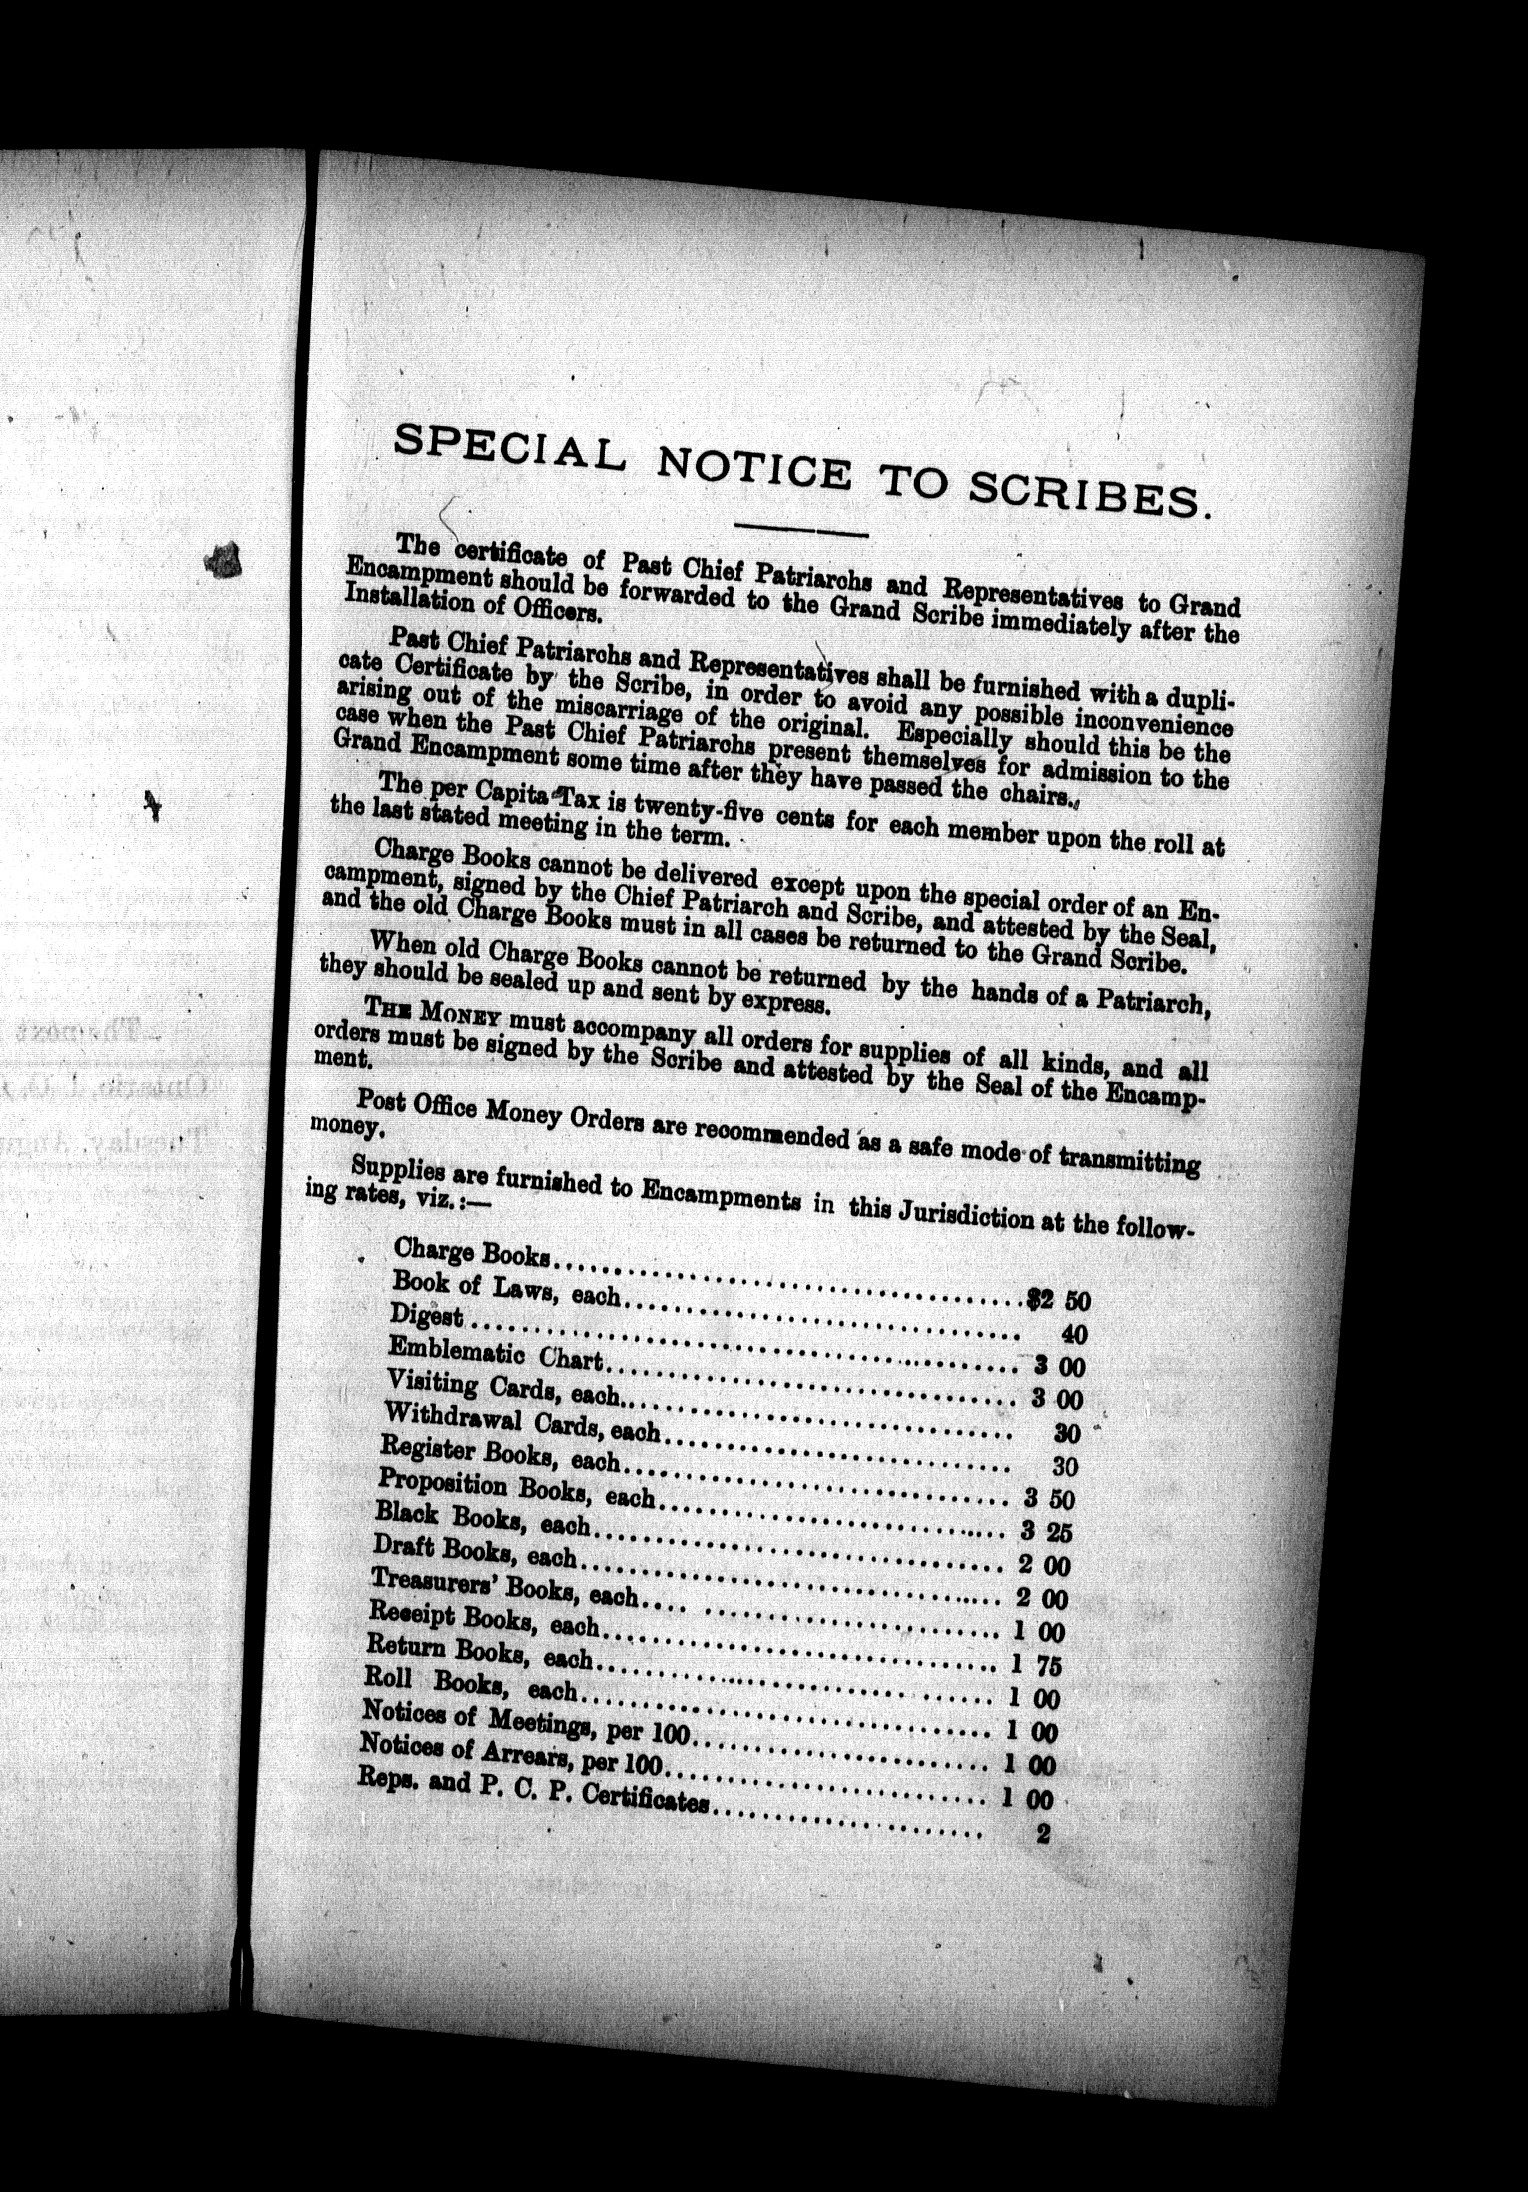 SPECIAL NOTICE TO SCRIBES.
The certificate of Past Chief Patriarchs and Representatives to Grand
Encampment should be forwarded to the Grand Scribe immediately after the
Installation of Officers.
Past Chief Patriarchs and Representatives shall be furnished with a dupli-
cate Certificate by the Scribe, in order to avoid any possible inconvenience
arising out of the miscarriage of the original. Especially should this be the
case when the Past Chief Patriarchs present themselves for admission to the
Grand Encampment some time after they have passed the chairs.
The per Capita Tax is twenty-five cents for each member upon the roll at
the last stated meeting in the term.
Charge Books cannot be delivered except upon the special order of an En-
campment, signed by the Chief Patriarch and Scribe, and attested by the Seal,
and the old Charge Books must in all cases be returned to the Grand Scribe.
When old Charge Books cannot be returned by the hands of a Patriarch,
they should be sealed up and sent by express.
THE MONEY must accompany all orders for supplies of all kinds, and all
orders must be signed by the Scribe and attested by the Seal of the Encamp-
ment.
Post Office Money Orders are recommended as a safe mode of transmitting
money.
Supplies are furnished to Encampments in this Jurisdiction at the follow-
ing rates, viz.:—
Charge Books........................................$2 50
Book of Laws, each.................................. 40
Digest.............................................. 3 00
Emblematic Chart.................................... 3 00
Visiting Cards, each................................ 30
Withdrawal Cards, each.............................. 30
Register Books, each................................ 3 50
Proposition Books, each............................. 3 25
Black Books, each................................... 2 00
Draft Books, each................................... 2 00
Treasurers' Books, each.... ........................ 1 00
Receipt Books, each................................. 1 75
Return Books, each......................... ...... 1 00
Roll Books, each.................................... 1 00
Notices of Meetings, per 100........................ 1 00
Notices of Arrears, per 100......................... 1 00
Reps. and P. C. P. Certificates..................... 2